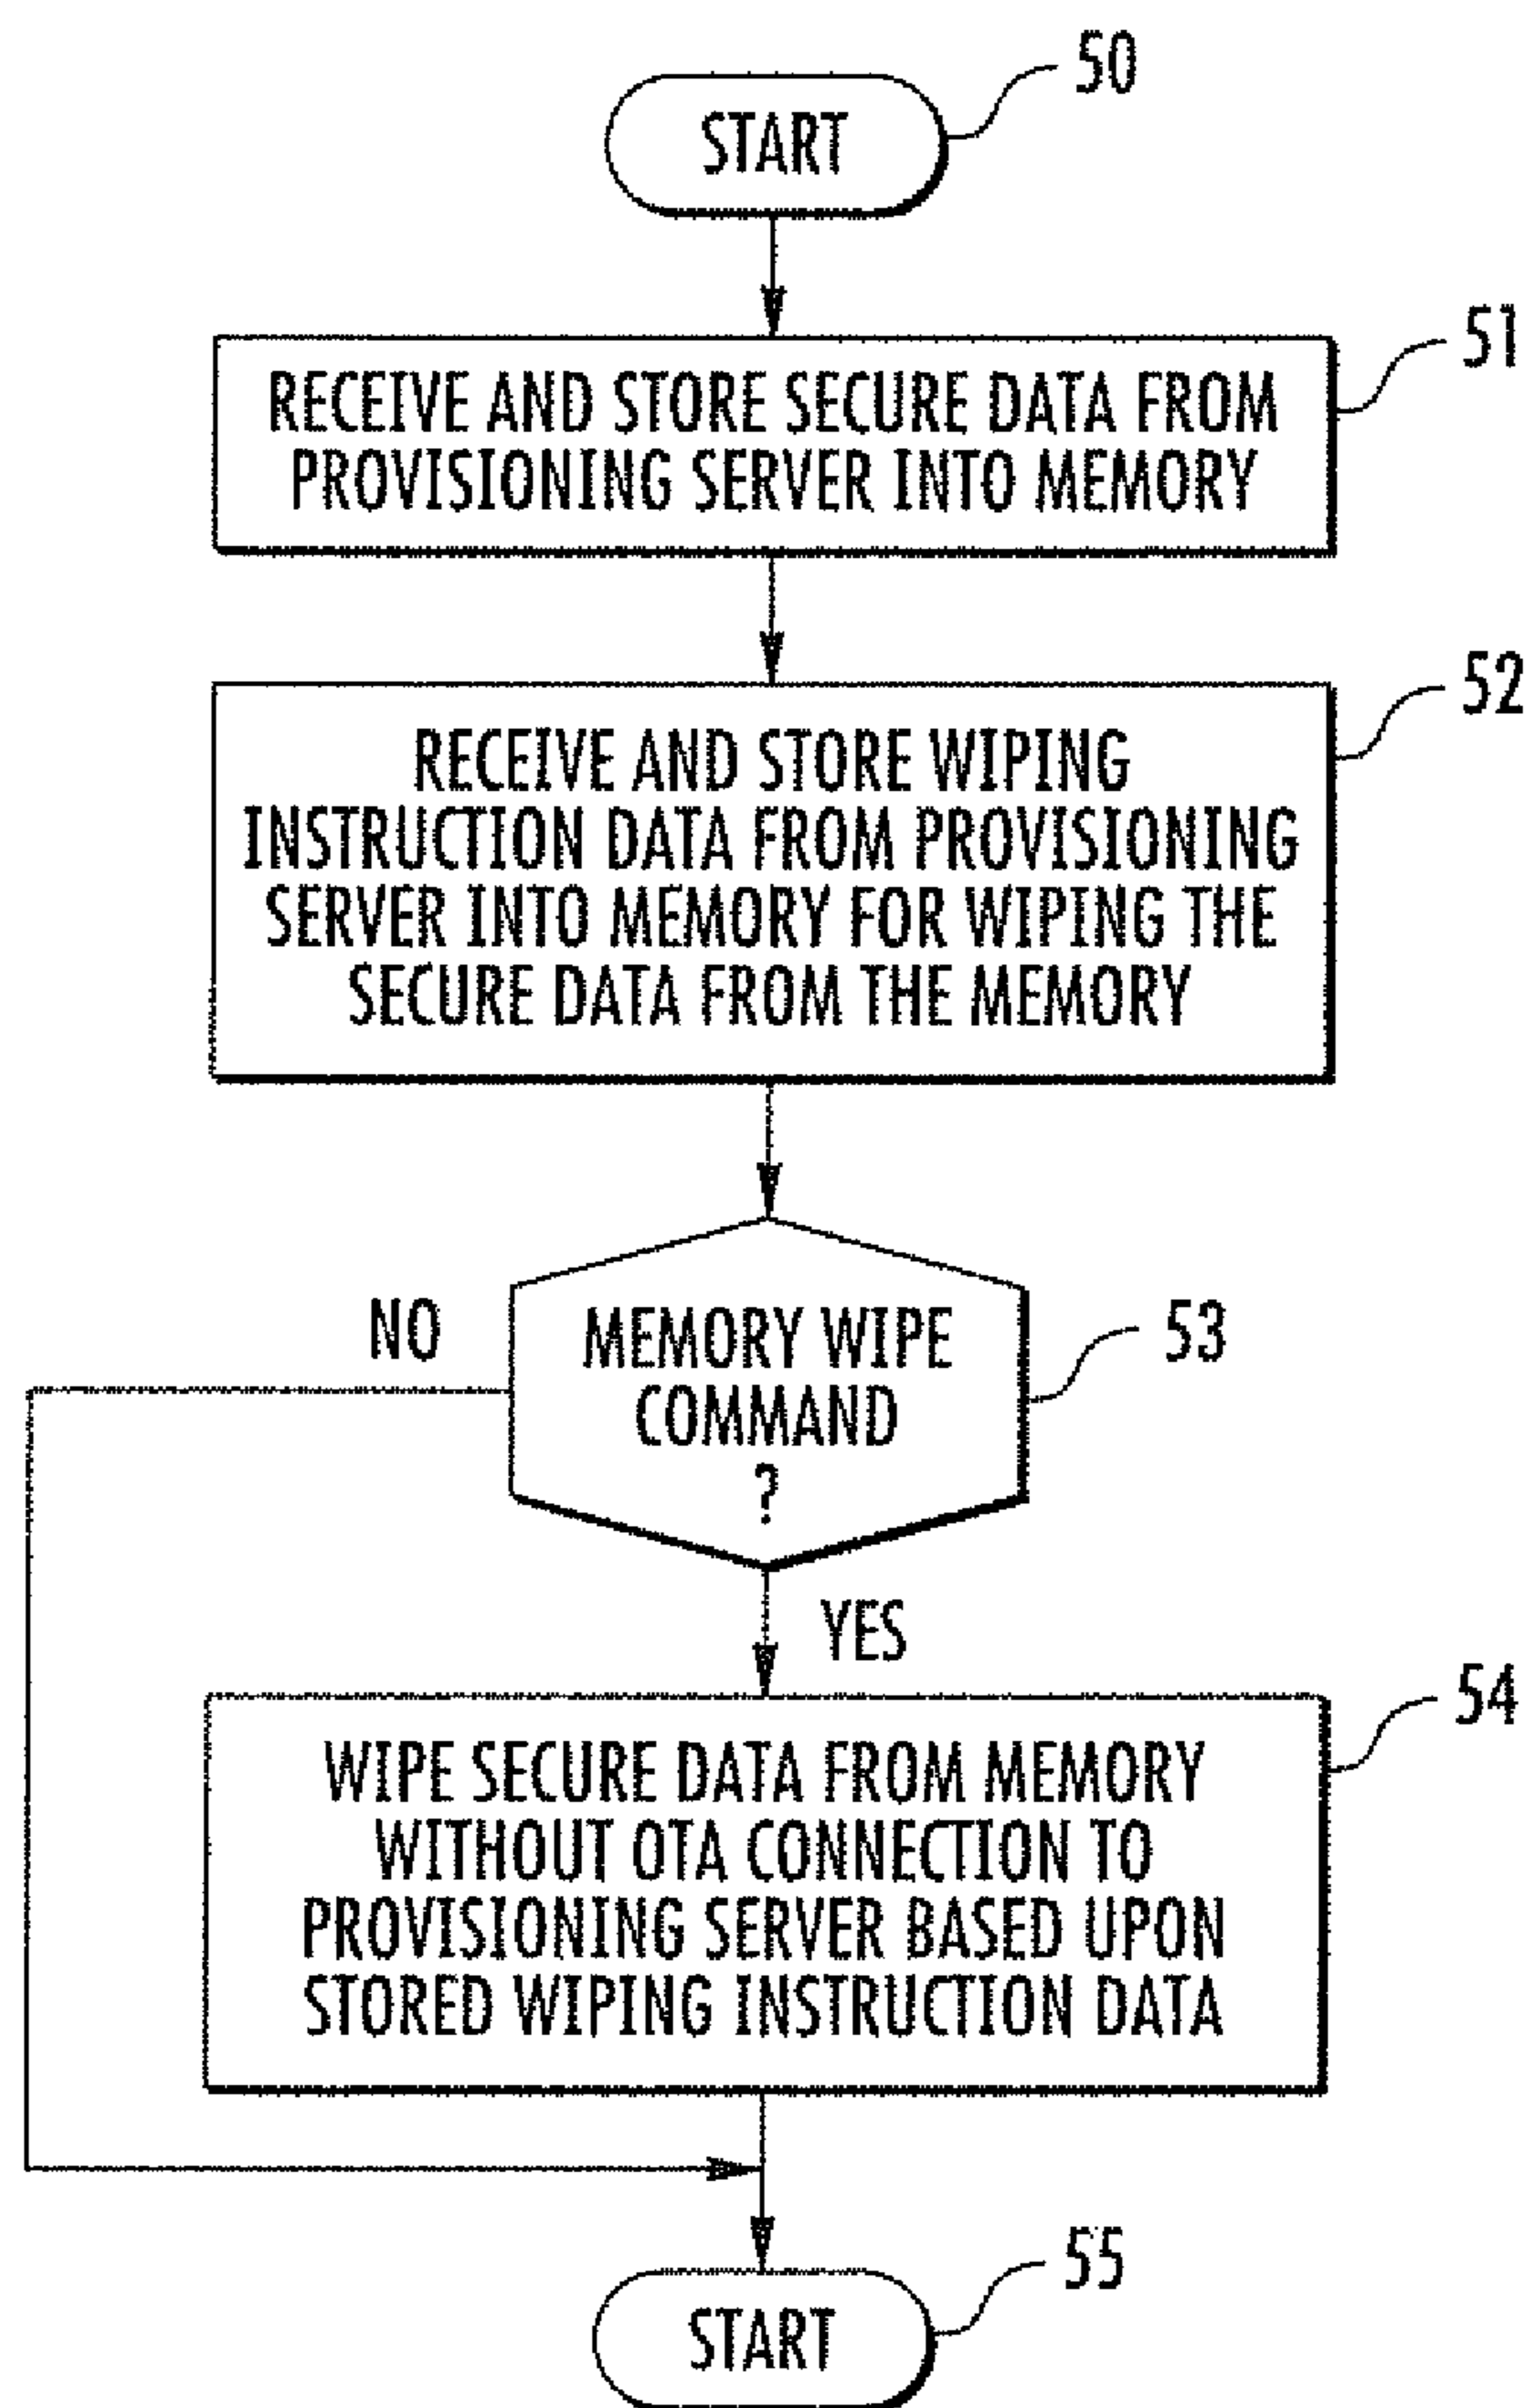 50
START
51
RECEIVE AND STORE SECURE DATA FROM
PROVISIONING SERVER INTO MEMORY
52
RECEIVE AND STORE WIPING
INSTRUCTION DATA FROM PROVISIONING
SERVER INTO MEMORY FOR WIPING THE
SECURE DATA FROM THE MEMORY
NO
MEMORY WIPE
COMMAND
?
53
YES
54
WIPE SECURE DATA FROM MEMORY
WITHOUT OTA CONNECTION TO
PROVISIONING SERVER BASED UPON
STORED WIPING INSTRUCTION DATA
55
START